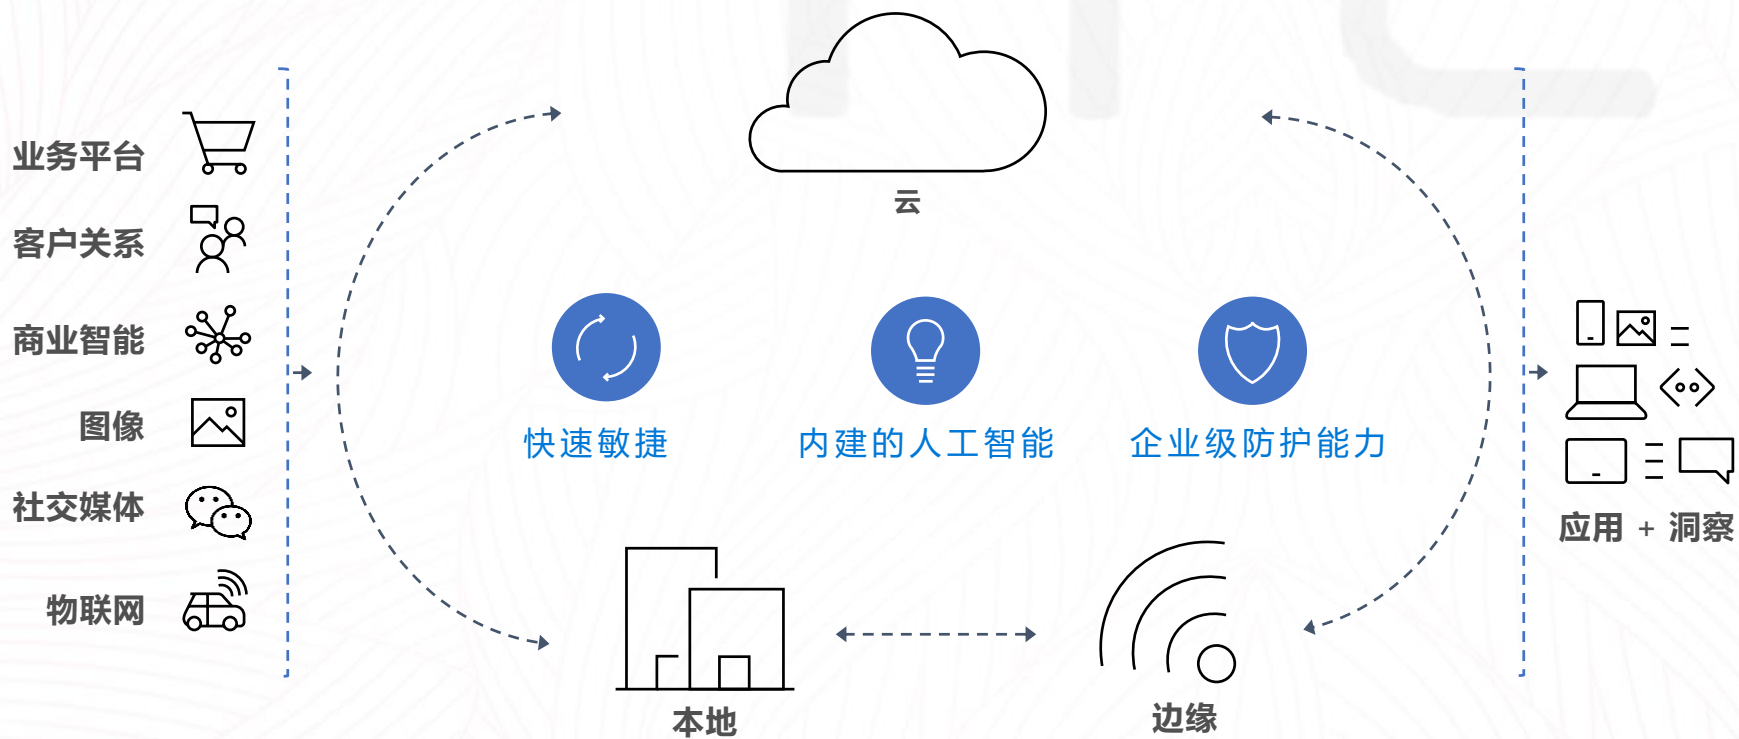 云
业务平台
客户关系
商业智能
图像
社交媒体
物联网
快速敏捷
内建的人工智能
企业级防护能力
本地
边缘
应用 + 洞察